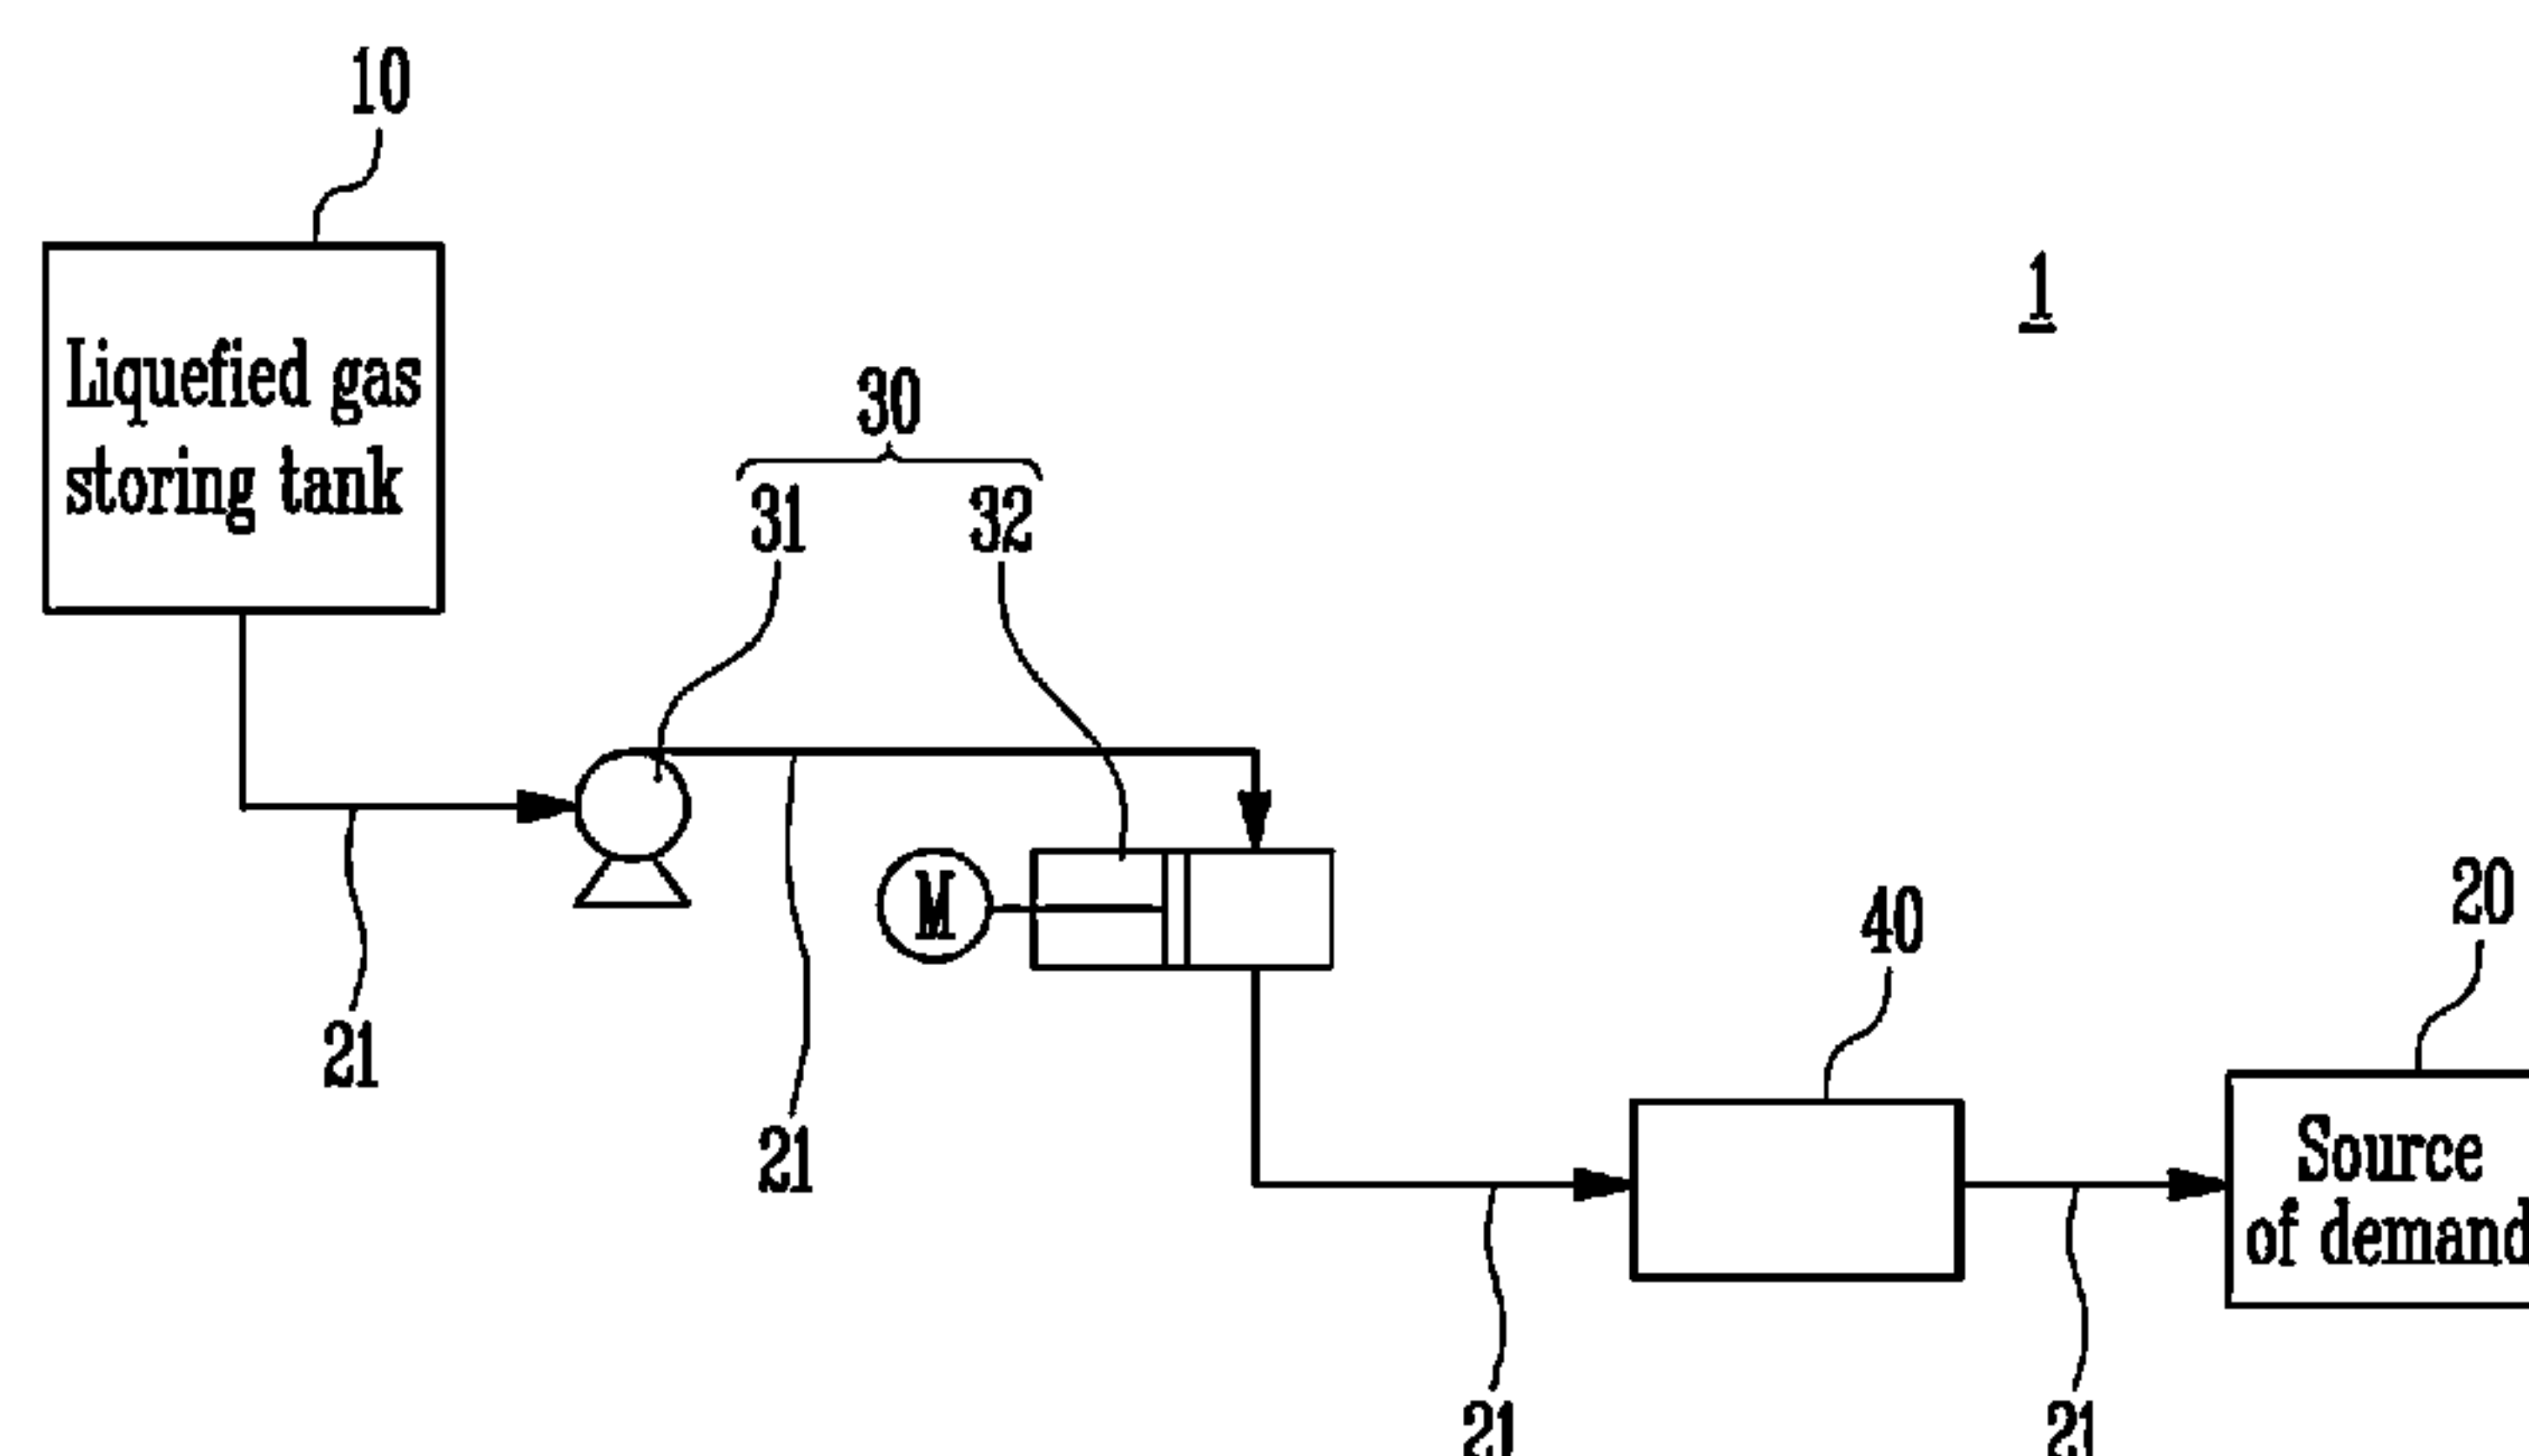 10
1
Liquefied gas
storing tank
30
31
32
M
40
20
21
21
Source
of demand
21
21